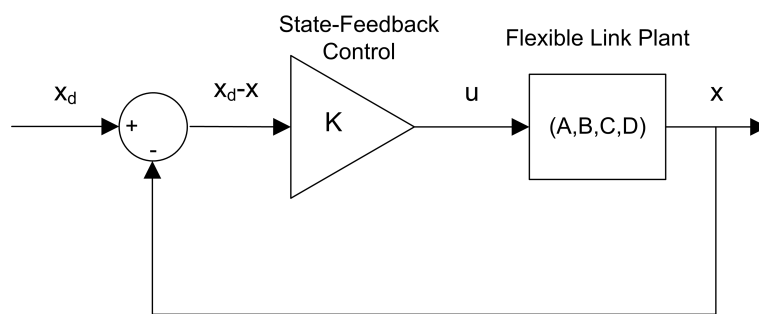 State-Feedback
Control
Flexible Link Plant
x_d
x_d-x
u
x
+
-
K
(A,B,C,D)